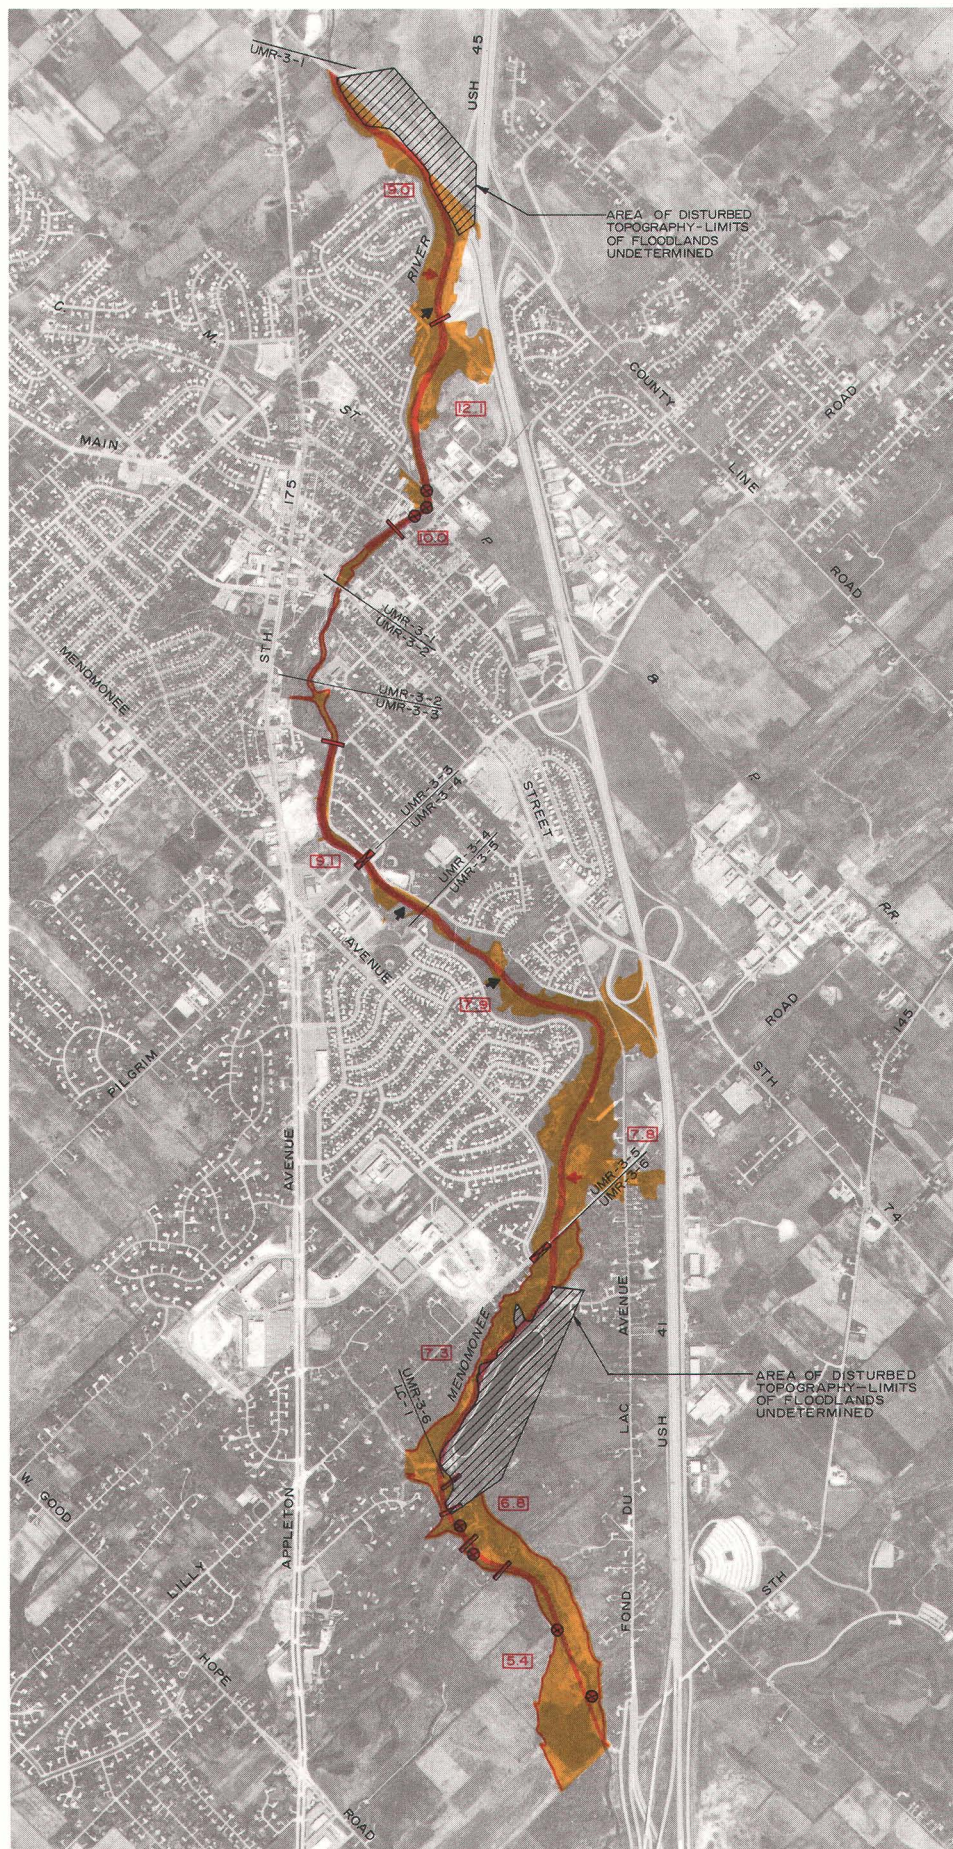 UMR-3-1
USH 45
9.0
AREA OF DISTURBED
TOPOGRAPHY-LIMITS
OF FLOODLANDS
UNDETERMINED
RIVER
C.
M.
ST.
P.
COUNTY
LINE
ROAD
ROAD
12.1
MAIN
175
10.0
UMR-3-1
UMR-3-2
STH
MENOMONEE
&
UMR-3-2
UMR-3-3
P.
UMR-3-3
UMR-3-4
STREET
UMR-3-4
UMR-3-5
9.1
RR.
AVENUE
7.9
ROAD
145
PILGRIM
STH
AVENUE
7.8
UMR-3-5
UMR-3-6
74
MENOMONEE
AVENUE
41
7.3
UMR-3-6
LC-1
AREA OF DISTURBED
TOPOGRAPHY-LIMITS
OF FLOODLANDS
UNDETERMINED
LAC
USH
W. GOOD
APPLETON
6.8
DU
LILLY
STH
FOND
HOPE
5.4
ROAD